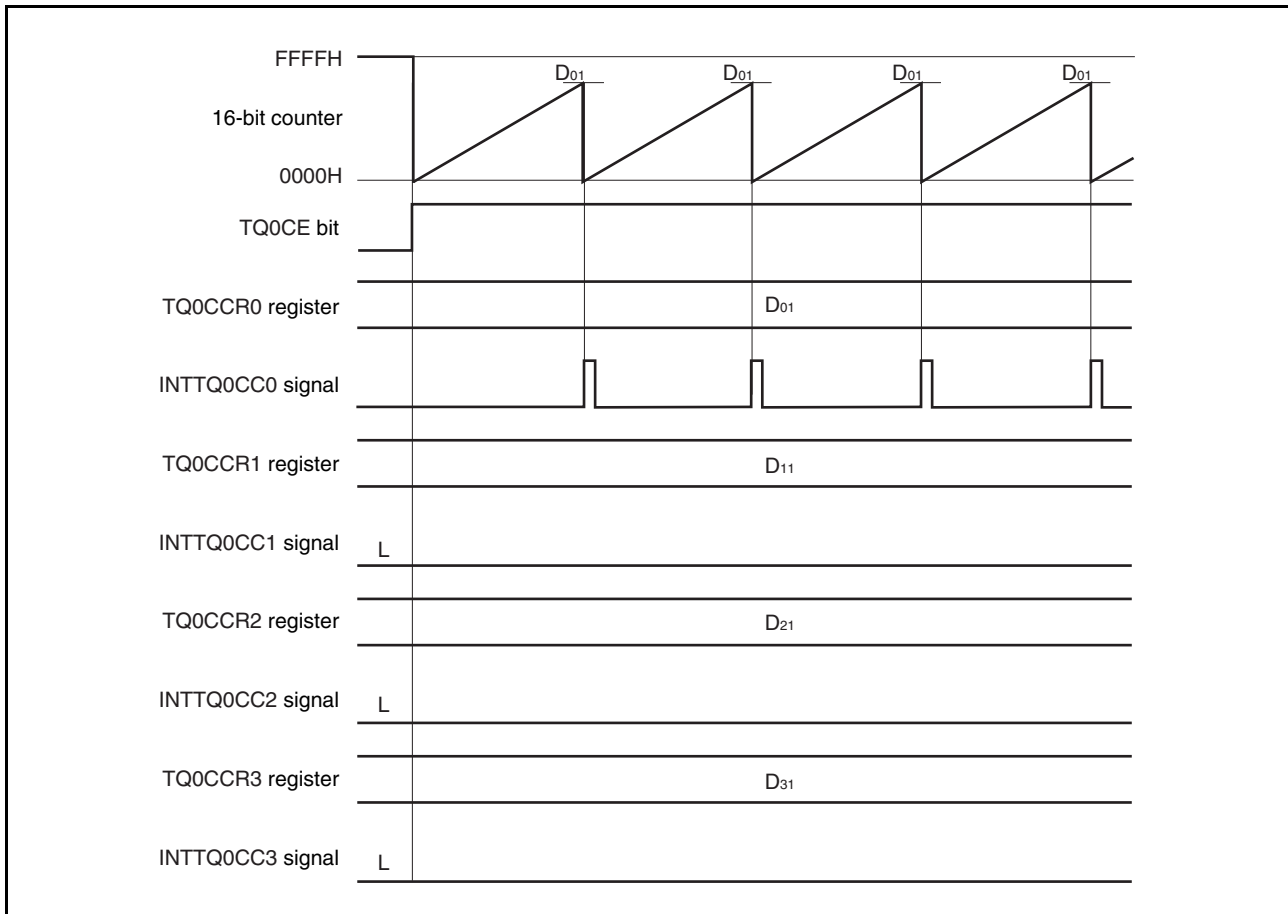 FFFFH
D01 D01 D01 D01
16-bit counter
0000H
TQ0CE bit
TQ0CCR0 register D01
INTTQ0CC0 signal
TQ0CCR1 register D11
INTTQ0CC1 signal L
TQ0CCR2 register D21
INTTQ0CC2 signal L
TQ0CCR3 register D31
INTTQ0CC3 signal L